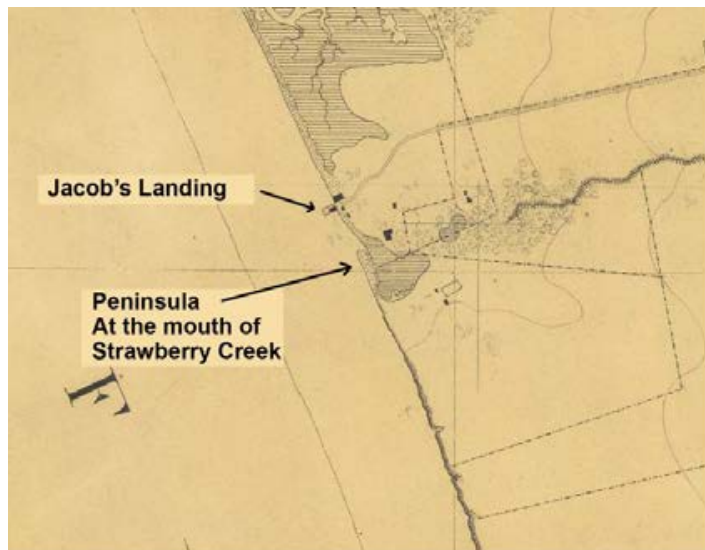 Jacob's Landing
Peninsula
At the mouth of
Strawberry Creek
F